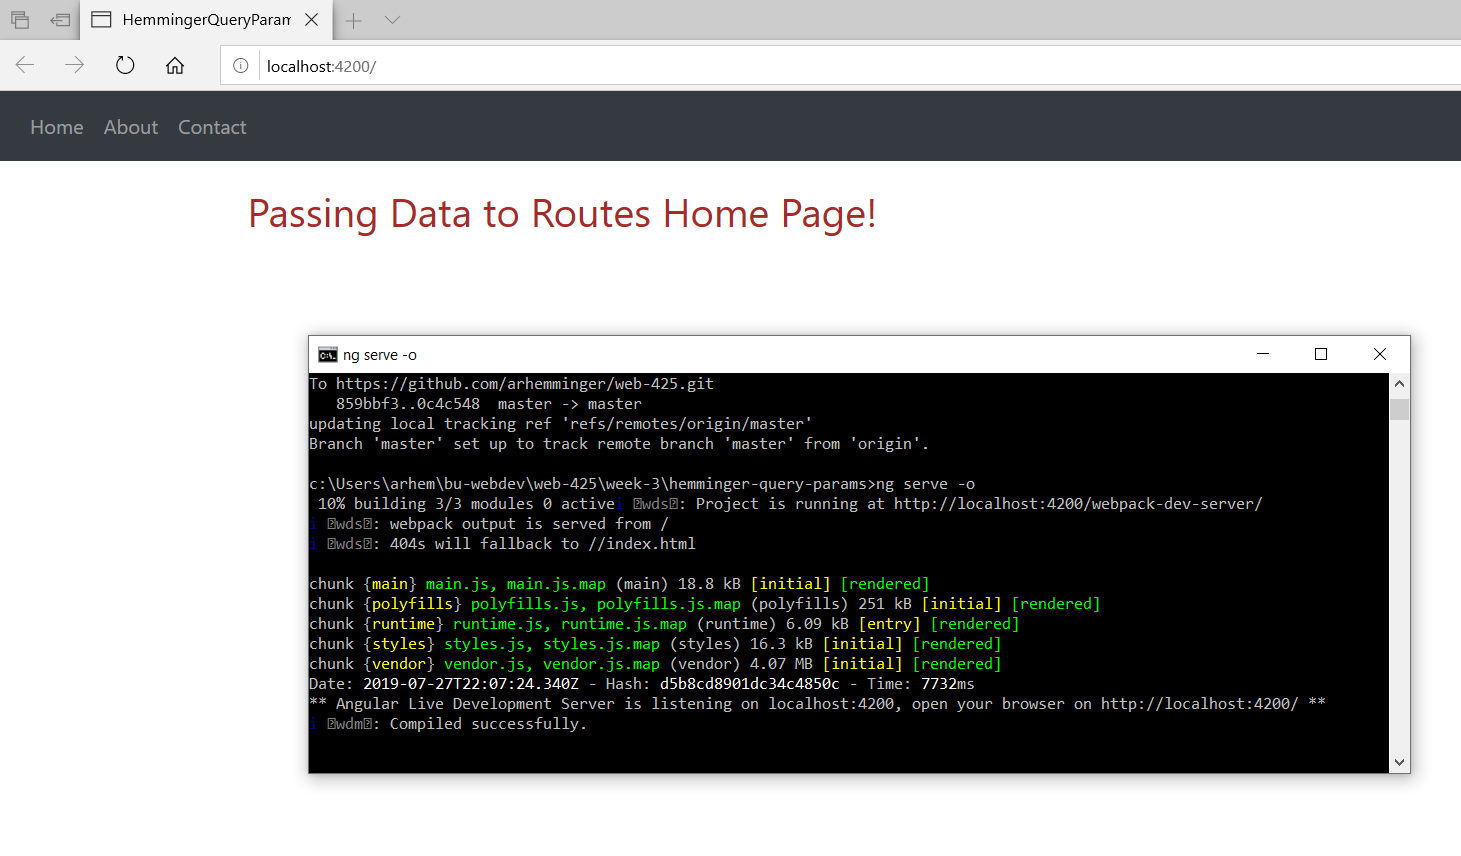 HemmingerQueryParam
localhost:4200/
Home About Contact
Passing Data to Routes Home Page!
ng serve -o
To https://github.com/arhemminger/web-425.git
859bbf3..0c4c548  master -> master
updating local tracking ref 'refs/remotes/origin/master'
Branch 'master' set up to track remote branch 'master' from 'origin'.
c:\Users\arhem\bu-webdev\web-425\week-3\hemminger-query-params>ng serve -o
10% building 3/3 modules 0 activei ⍰wds⍰: Project is running at http://localhost:4200/webpack-dev-server/
i ⍰wds⍰: webpack output is served from /
i ⍰wds⍰: 404s will fallback to //index.html
chunk {main} main.js, main.js.map (main) 18.8 kB [initial] [rendered]
chunk {polyfills} polyfills.js, polyfills.js.map (polyfills) 251 kB [initial] [rendered]
chunk {runtime} runtime.js, runtime.js.map (runtime) 6.09 kB [entry] [rendered]
chunk {styles} styles.js, styles.js.map (styles) 16.3 kB [initial] [rendered]
chunk {vendor} vendor.js, vendor.js.map (vendor) 4.07 MB [initial] [rendered]
Date: 2019-07-27T22:07:24.340Z - Hash: d5b8cd8901dc34c4850c - Time: 7732ms
** Angular Live Development Server is listening on localhost:4200, open your browser on http://localhost:4200/ **
i ⍰wdm⍰: Compiled successfully.